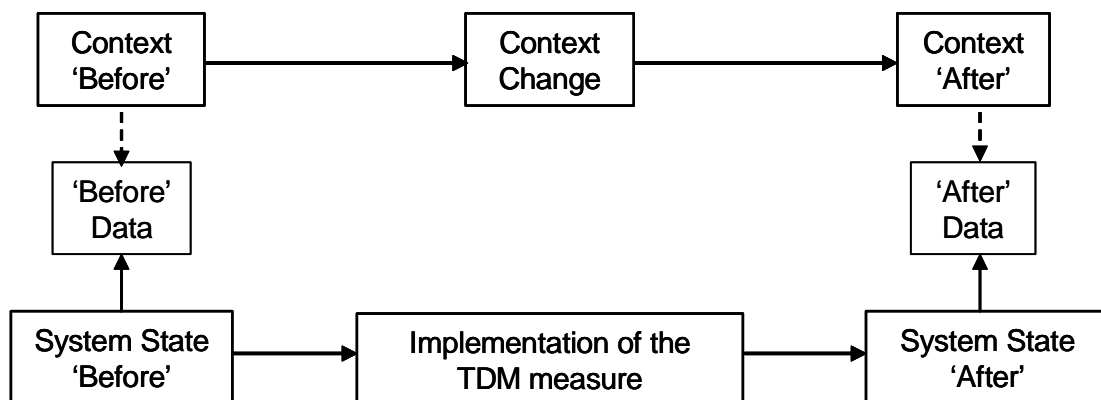 Context
‘Before’
Context
Change
Context
‘After’
‘Before’
Data
‘After’
Data
System State
‘Before’
Implementation of the
TDM measure
System State
‘After’